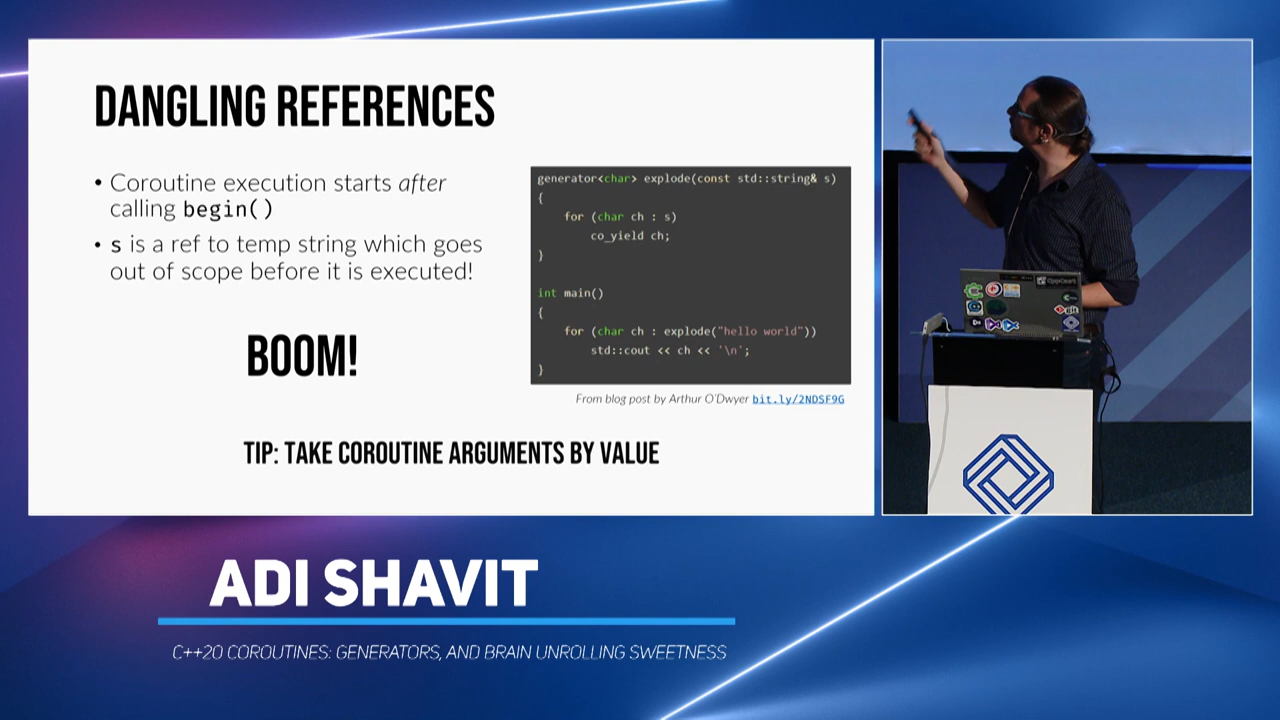 DANGLING REFERENCES
• Coroutine execution starts after
calling begin()
• s is a ref to temp string which goes
out of scope before it is executed!
BOOM!
TIP: TAKE COROUTINE ARGUMENTS BY VALUE
generator<char> explode(const std::string& s)
{
    for (char ch : s)
        co_yield ch;
}

int main()
{
    for (char ch : explode("hello world"))
        std::cout << ch << '\n';
}
From blog post by Arthur O'Dwyer bit.ly/2NDSF9G
ADI SHAVIT
C++20 COROUTINES: GENERATORS, AND BRAIN UNROLLING SWEETNESS